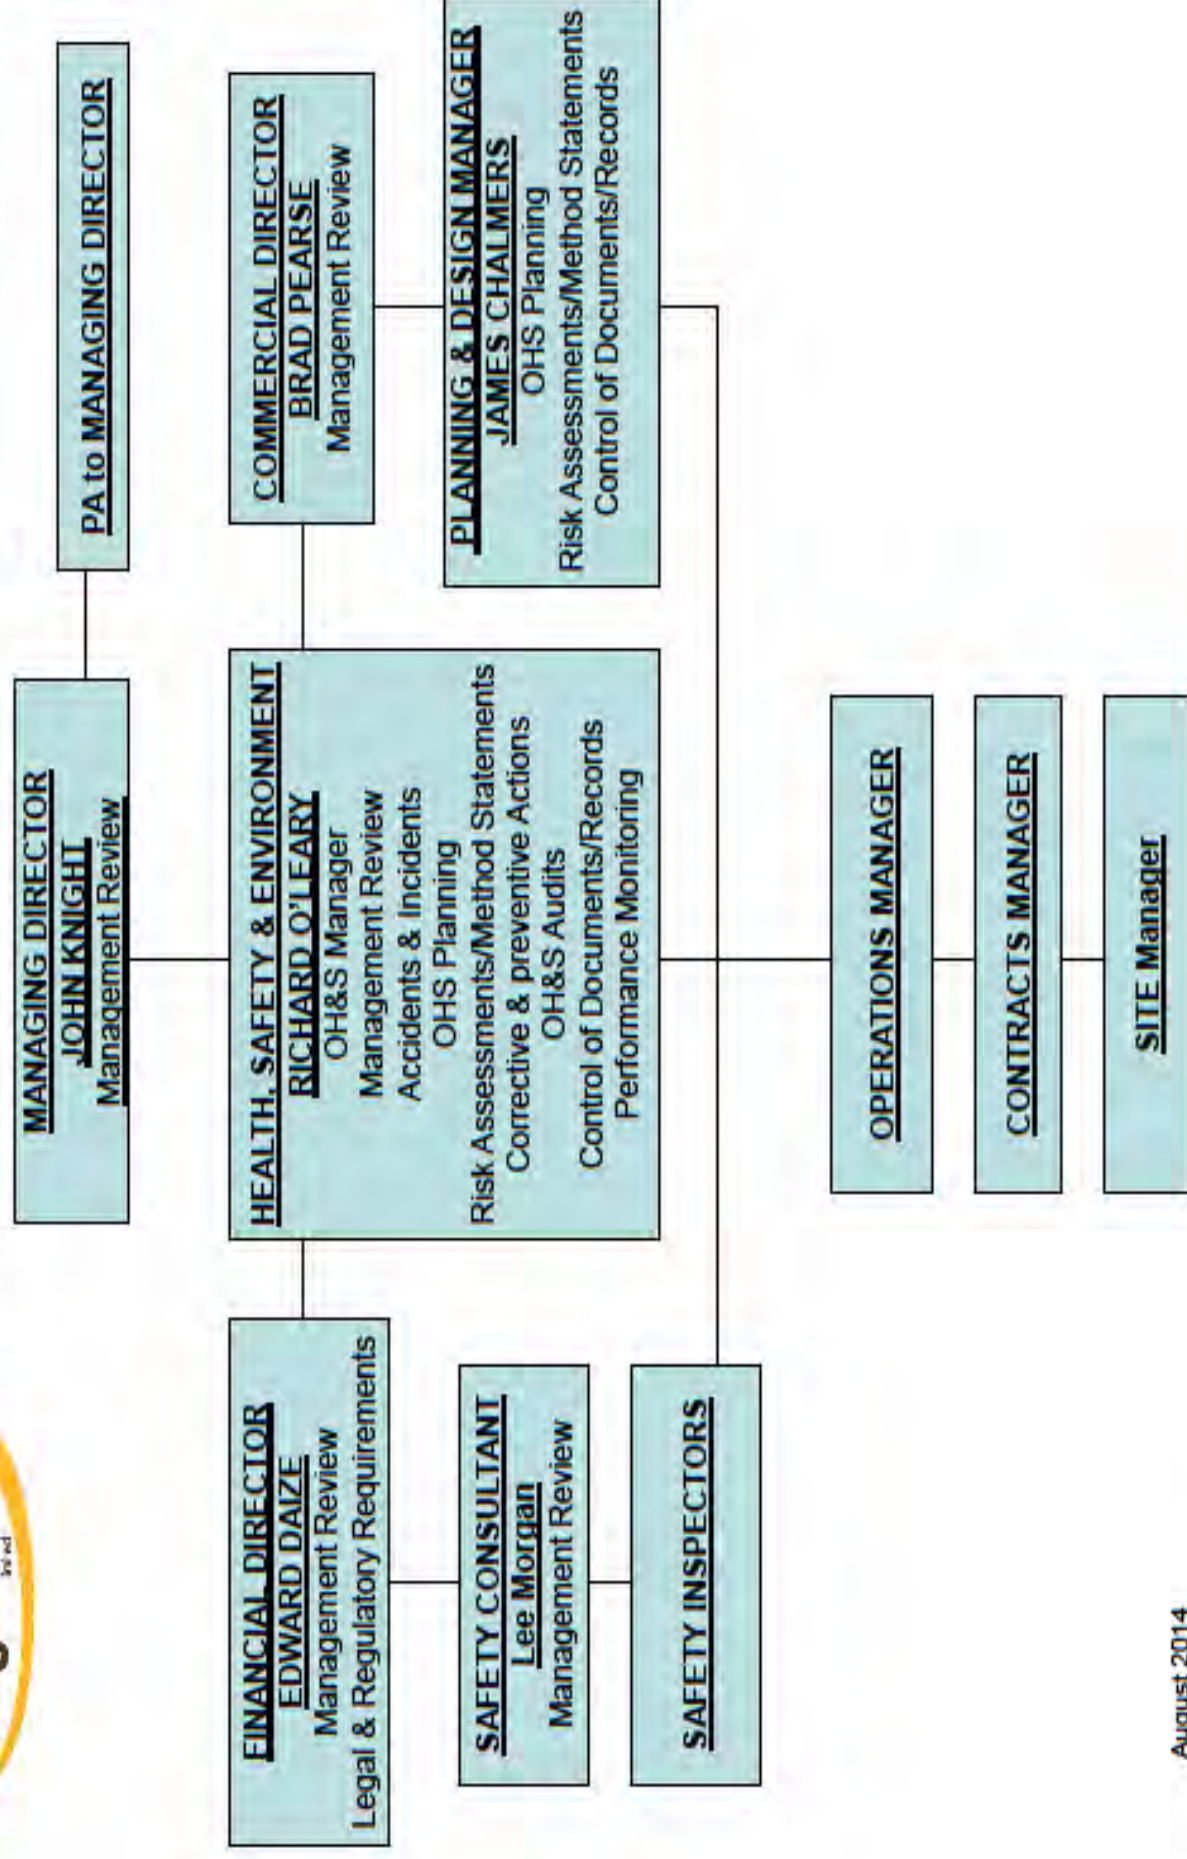 MANAGING DIRECTOR
JOHN KNIGHT
Management Review
PA to MANAGING DIRECTOR
FINANCIAL DIRECTOR
EDWARD DAIZE
Management Review
Legal & Regulatory Requirements
HEALTH, SAFETY & ENVIRONMENT
RICHARD O'LEARY
OH&S Manager
Management Review
Accidents & Incidents
OHS Planning
Risk Assessments/Method Statements
Corrective & preventive Actions
OH&S Audits
Control of Documents/Records
Performance Monitoring
COMMERCIAL DIRECTOR
BRAD PEARSE
Management Review
SAFETY CONSULTANT
Lee Morgan
Management Review
PLANNING & DESIGN MANAGER
JAMES CHALMERS
OHS Planning
Risk Assessments/Method Statements
Control of Documents/Records
SAFETY INSPECTORS
OPERATIONS MANAGER
CONTRACTS MANAGER
SITE Manager
August 2014